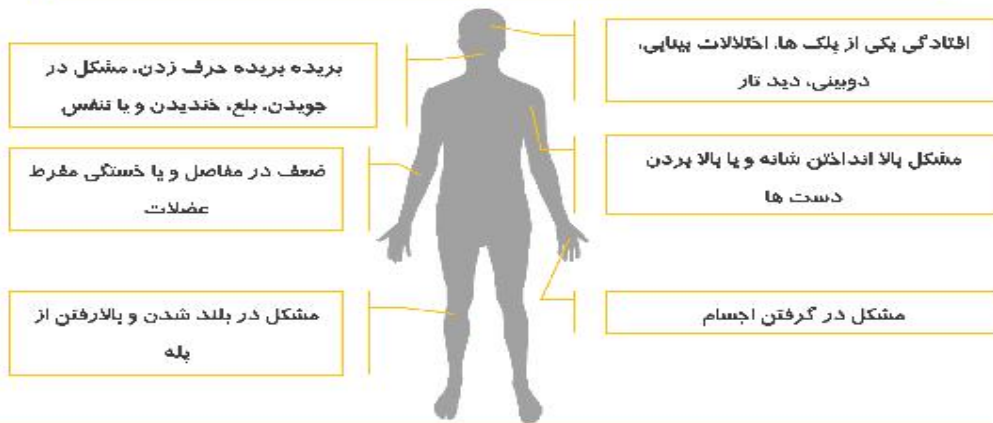 افتادگی یکی از پلک ها، اختلالات بینایی،
دوبینی، دید تار
بریده بریده حرف زدن، مشکل در
جویدن، بلع، خندیدن و یا تنفس
مشکل بالا انداختن شانه و یا بالا بردن
دست ها
ضعف در مفاصل و یا خستگی مفرط
عضلات
مشکل در گرفتن اجسام
مشکل در بلند شدن و بالارفتن از
پله